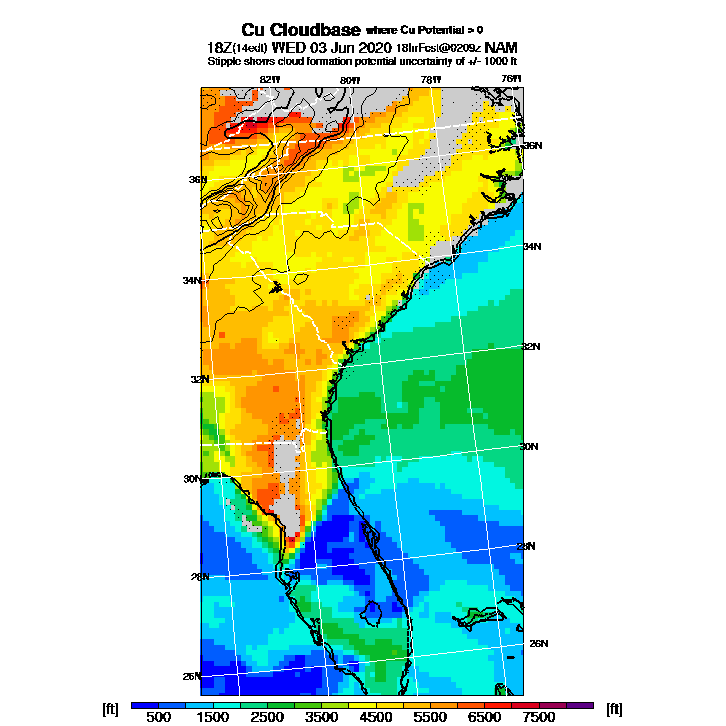 Cu Cloudbase where Cu Potential > 0
18Z(14edt) WED 03 Jun 2020 18hrFcst@0209z NAM
Stipple shows cloud formation potential uncertainty of +/- 1000 ft
82W 80W 78W 76W
36N
36N
34N
34N
32N
32N
30N
30N
28N
28N
26N
26N
[ft] 500 1500 2500 3500 4500 5500 6500 7500 [ft]